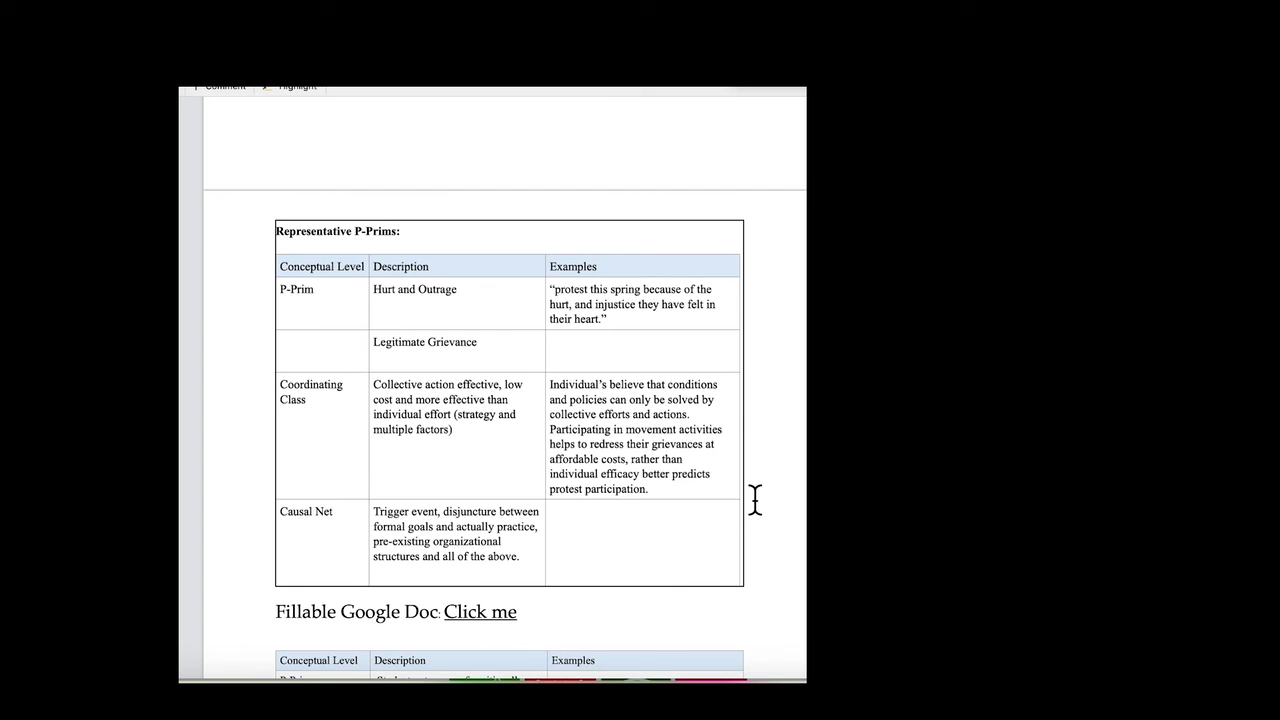 Comment Highlight
Representative P-Prims:
Conceptual Level Description Examples
P-Prim Hurt and Outrage “protest this spring because of the
hurt, and injustice they have felt in
their heart.”
Legitimate Grievance
Coordinating
Class
Collective action effective, low
cost and more effective than
individual effort (strategy and
multiple factors)
Individual’s believe that conditions
and policies can only be solved by
collective efforts and actions.
Participating in movement activities
helps to redress their grievances at
affordable costs, rather than
individual efficacy better predicts
protest participation.
Causal Net
Trigger event, disjuncture between
formal goals and actually practice,
pre-existing organizational
structures and all of the above.
Fillable Google Doc: Click me
Conceptual Level Description Examples